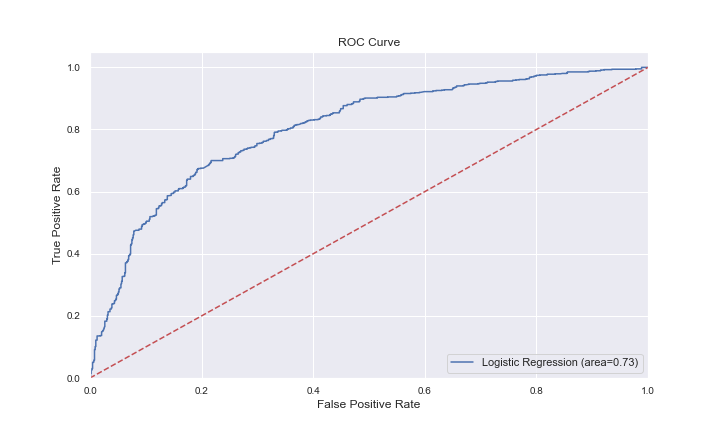 ROC Curve
1.0
0.8
0.6
0.4
0.2
0.0
True Positive Rate
0.0 0.2 0.4 0.6 0.8 1.0
False Positive Rate
Logistic Regression (area=0.73)